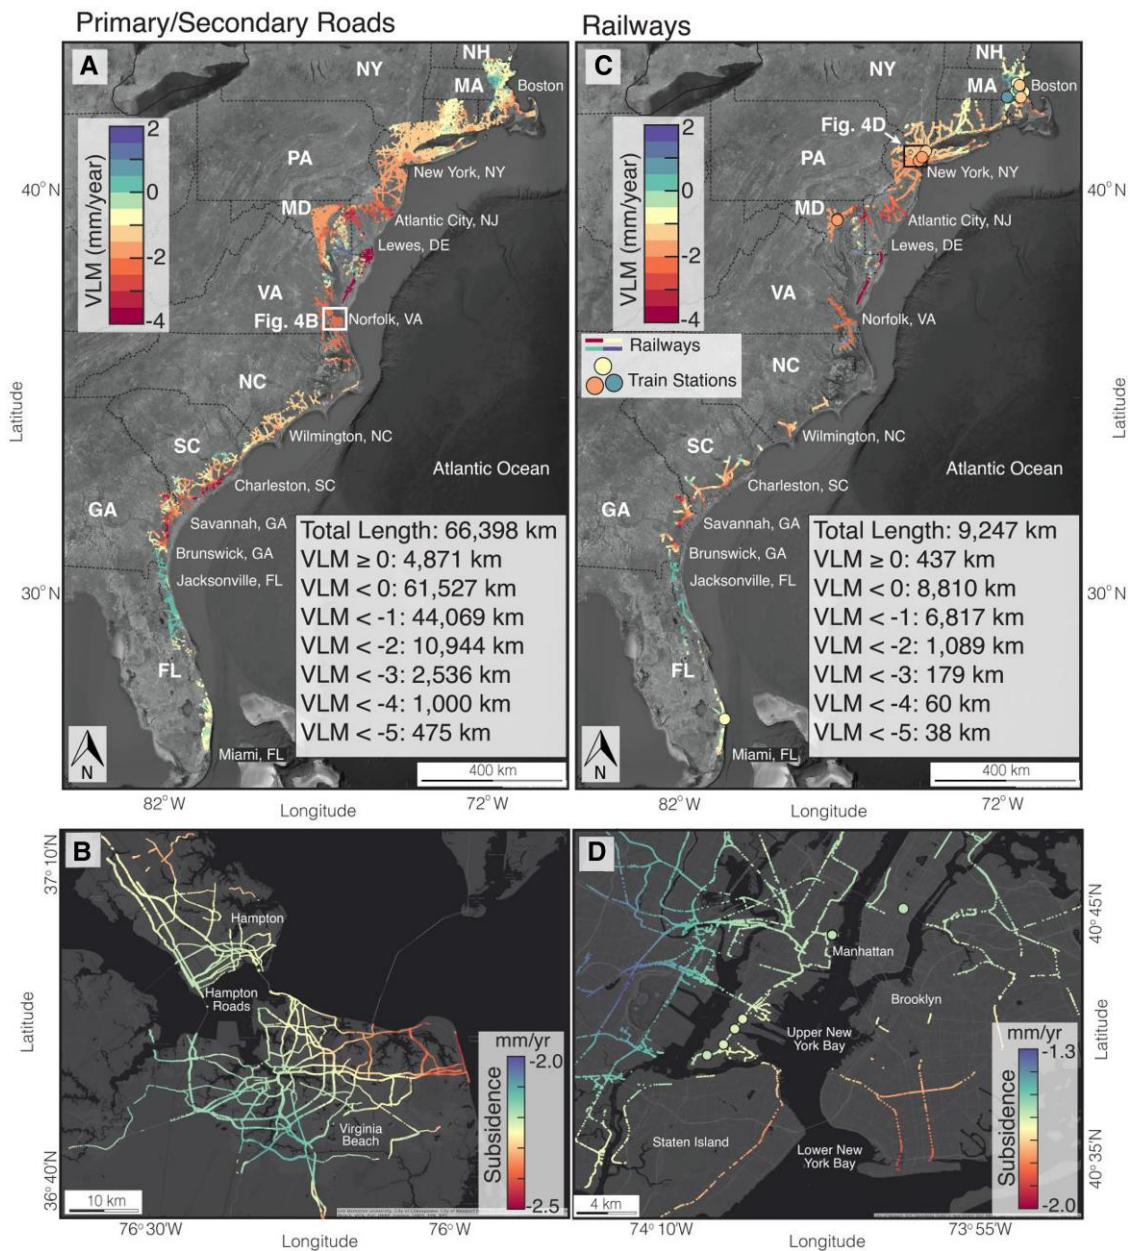 Primary/Secondary Roads
A
NH
NY
MA
Boston
VLM (mm/year)
2
0
-2
-4
PA
New York, NY
40°N
MD
Atlantic City, NJ
Lewes, DE
VA
Fig. 4B
Norfolk, VA
NC
Wilmington, NC
SC
Atlantic Ocean
Charleston, SC
GA
Savannah, GA
Brunswick, GA
Jacksonville, FL
30°N
FL
Miami, FL
Latitude
N
Total Length: 66,398 km
VLM ≥ 0: 4,871 km
VLM < 0: 61,527 km
VLM < -1: 44,069 km
VLM < -2: 10,944 km
VLM < -3: 2,536 km
VLM < -4: 1,000 km
VLM < -5: 475 km
400 km
82°W
72°W
Longitude
Railways
C
NH
NY
MA
Boston
Fig. 4D
VLM (mm/year)
2
0
-2
-4
PA
New York, NY
40°N
MD
Atlantic City, NJ
Lewes, DE
VA
Norfolk, VA
Railways
Train Stations
NC
Wilmington, NC
SC
Atlantic Ocean
Charleston, SC
GA
Savannah, GA
Brunswick, GA
Jacksonville, FL
30°N
FL
Miami, FL
Latitude
N
Total Length: 9,247 km
VLM ≥ 0: 437 km
VLM < 0: 8,810 km
VLM < -1: 6,817 km
VLM < -2: 1,089 km
VLM < -3: 179 km
VLM < -4: 60 km
VLM < -5: 38 km
400 km
82°W
72°W
Longitude
B
37°10'N
Hampton
Hampton
Roads
Latitude
Virginia
Beach
mm/yr
-2.0
Subsidence
-2.5
36°40'N
10 km
76°30'W
76°W
Longitude
D
40°45'N
Manhattan
Brooklyn
Upper New
York Bay
Staten Island
Lower New
York Bay
mm/yr
-1.3
Subsidence
-2.0
Latitude
40°35'N
4 km
74°10'W
73°55'W
Longitude